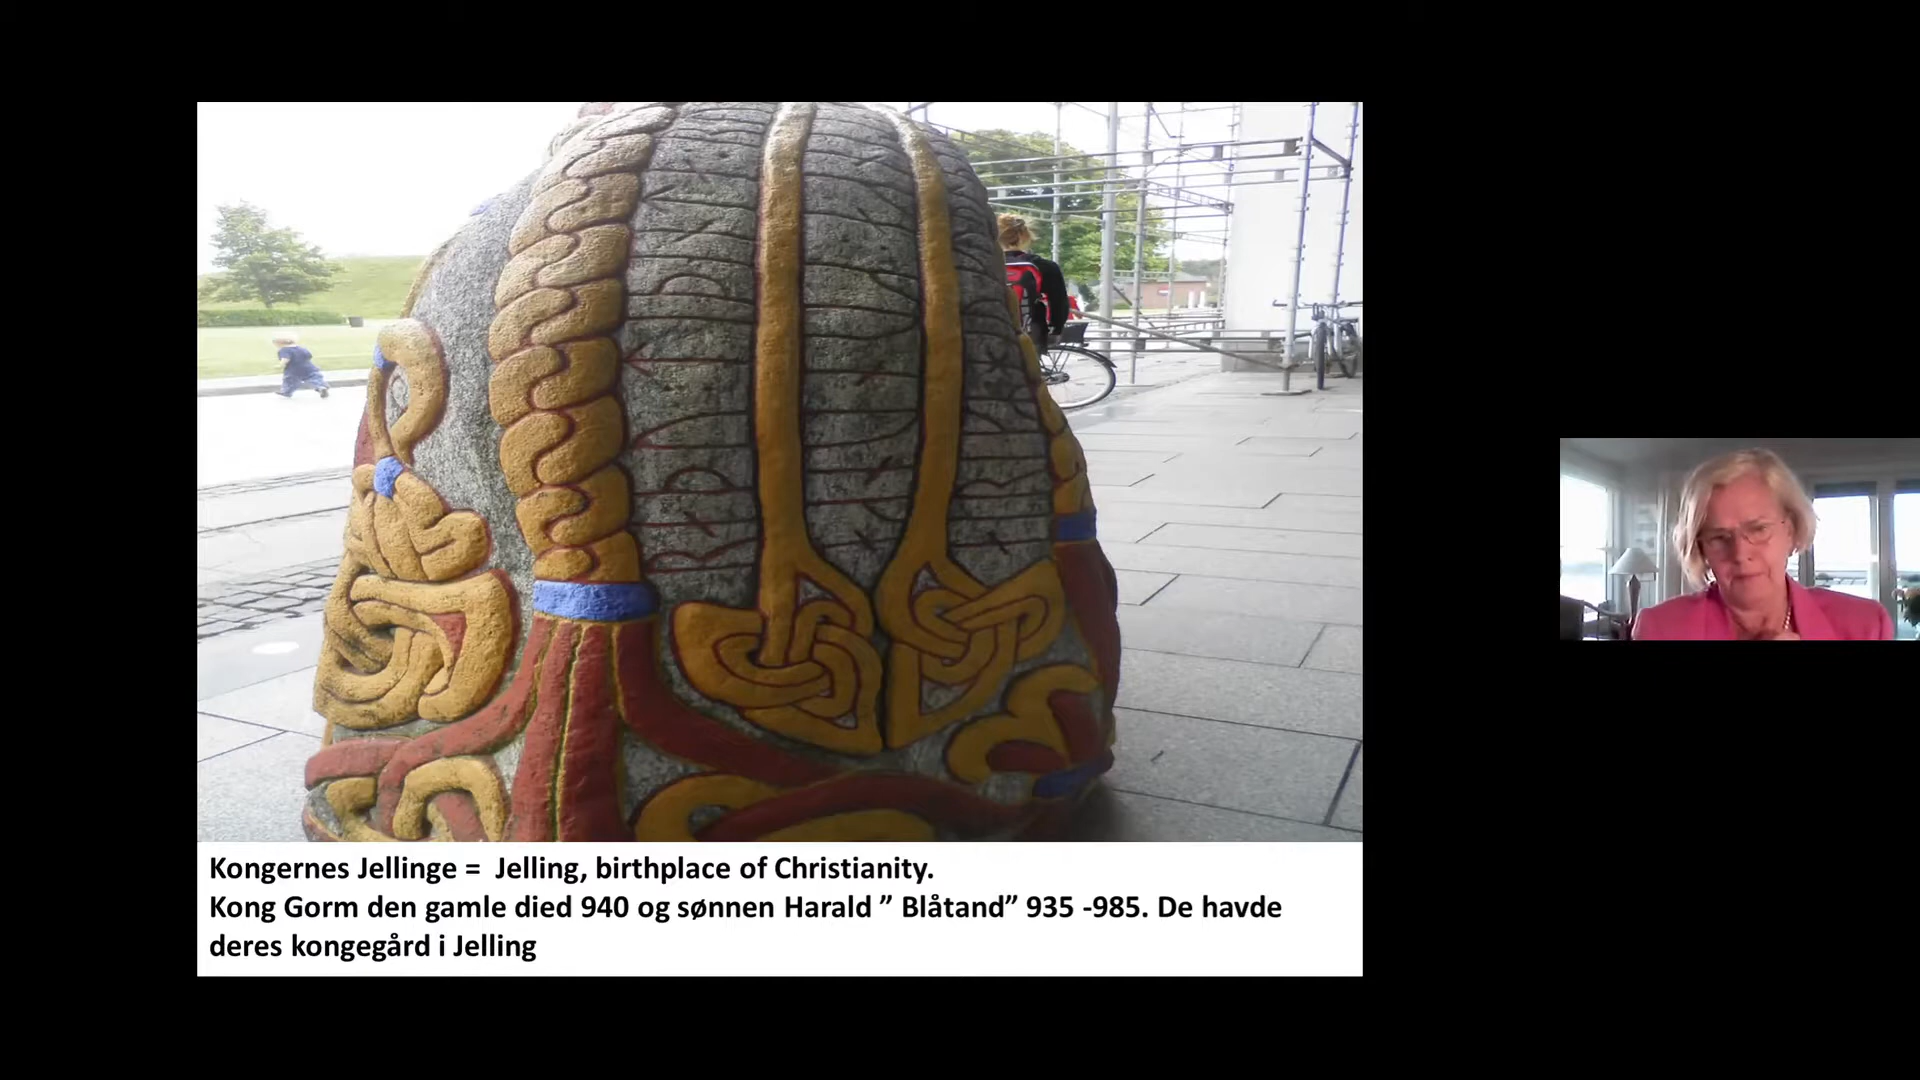 Kongernes Jellinge =  Jelling, birthplace of Christianity.
Kong Gorm den gamle died 940 og sønnen Harald ” Blåtand” 935 -985. De havde
deres kongegård i Jelling